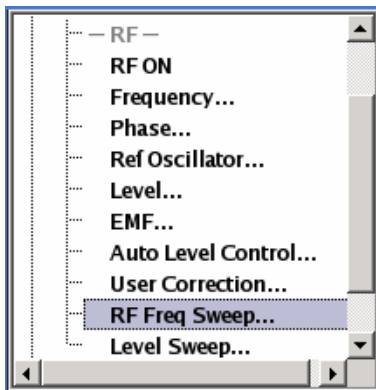 — RF —
RF ON
Frequency...
Phase...
Ref Oscillator...
Level...
EMF...
Auto Level Control...
User Correction...
RF Freq Sweep...
Level Sweep...